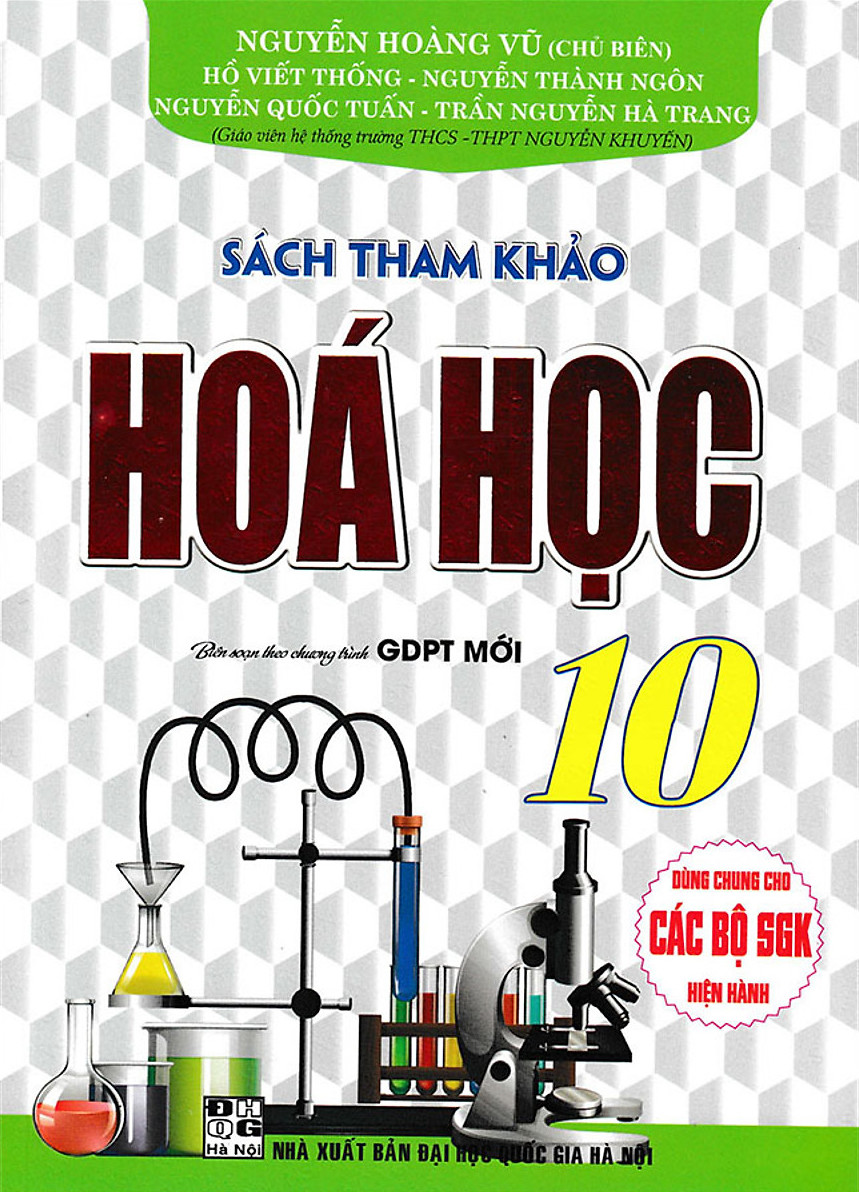 NGUYỄN HOÀNG VŨ (CHỦ BIÊN)
HỒ VIẾT THỐNG - NGUYỄN THÀNH NGÔN
NGUYỄN QUỐC TUẤN - TRẦN NGUYỄN HÀ TRANG
(Giáo viên hệ thống trường THCS -THPT NGUYỄN KHUYẾN)
SÁCH THAM KHẢO
HOÁ HỌC
Biên soạn theo chương trình GDPT MỚI
10
DÙNG CHUNG CHO
CÁC BỘ SGK
HIỆN HÀNH
ĐH
QG
Hà Nội
NHÀ XUẤT BẢN ĐẠI HỌC QUỐC GIA HÀ NỘI